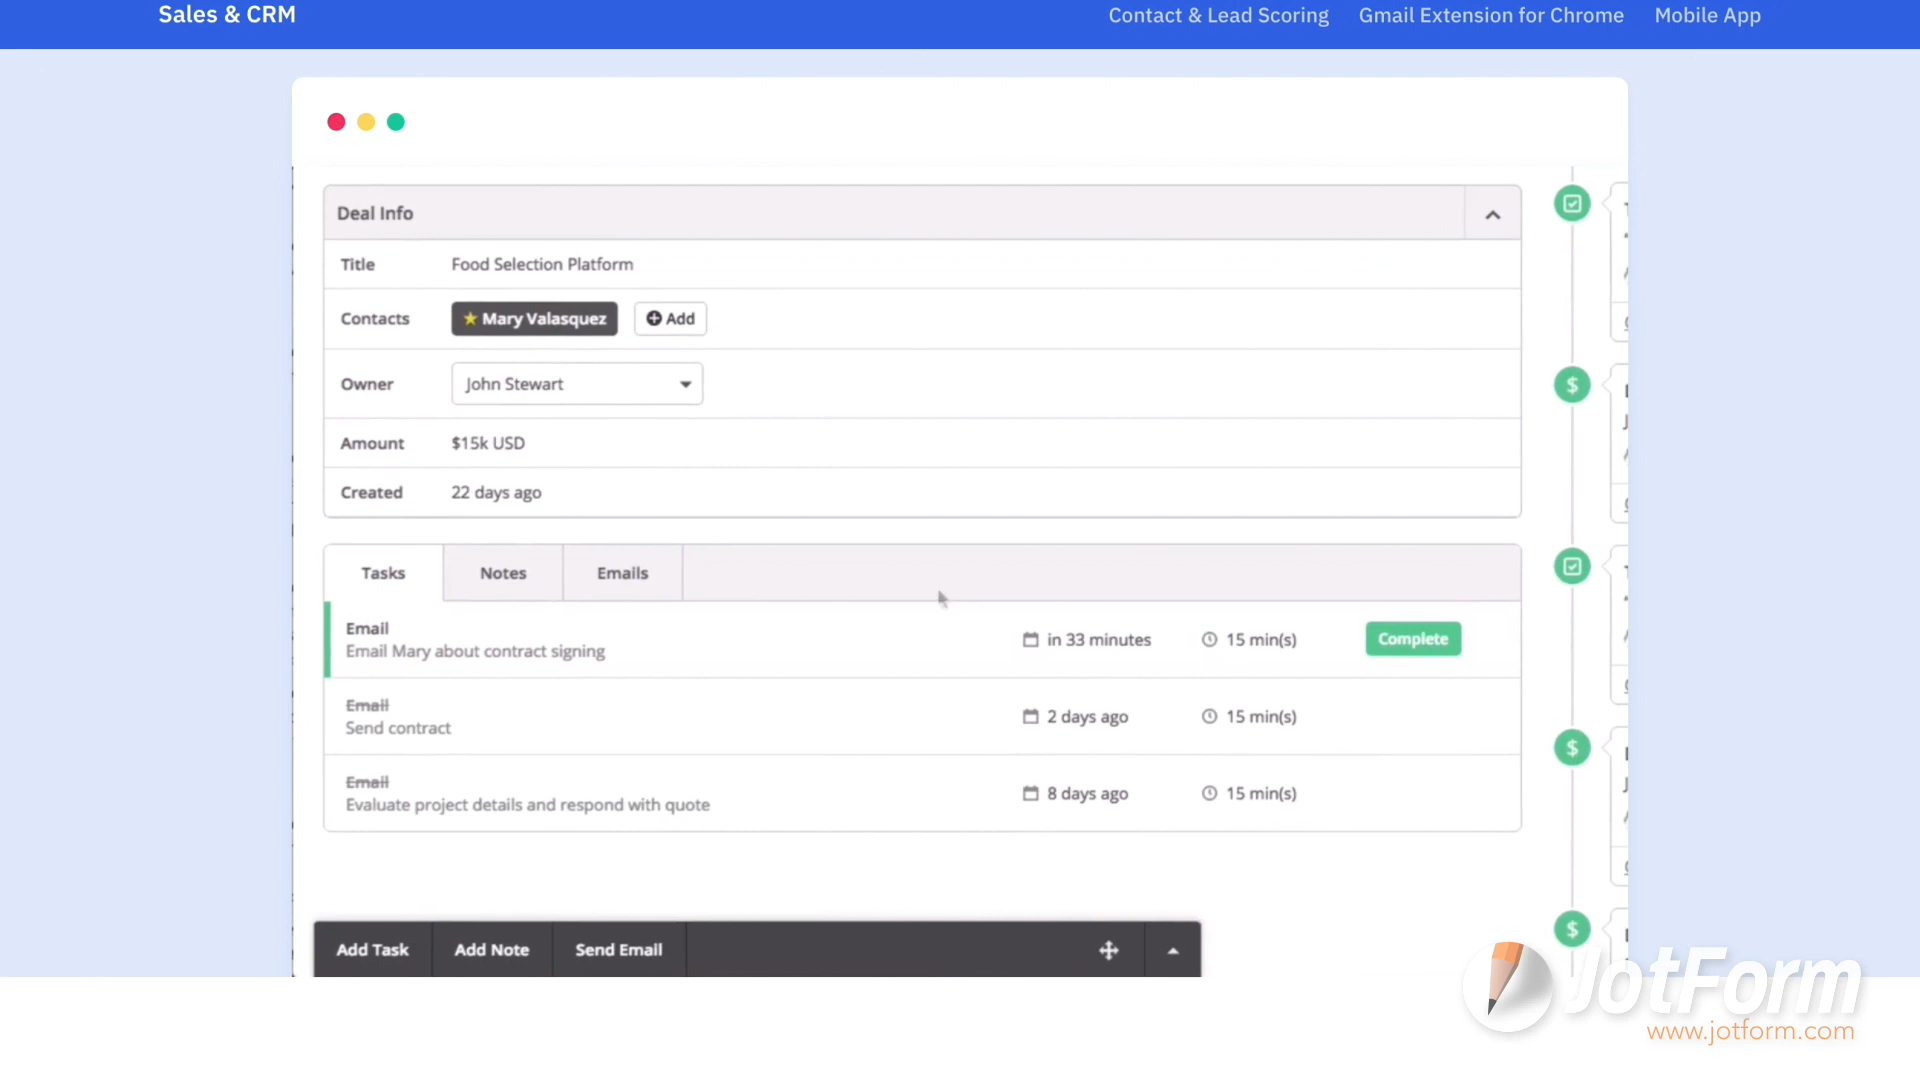 Sales & CRM
Contact & Lead Scoring Gmail Extension for Chrome Mobile App
Deal Info
Title Food Selection Platform
Contacts Mary Valasquez Add
Owner John Stewart
Amount $15k USD
Created 22 days ago
Tasks Notes Emails
Email
Email Mary about contract signing
in 33 minutes 15 min(s) Complete
Email
Send contract
2 days ago 15 min(s)
Email
Evaluate project details and respond with quote
8 days ago 15 min(s)
Add Task Add Note Send Email
JotForm
www.jotform.com